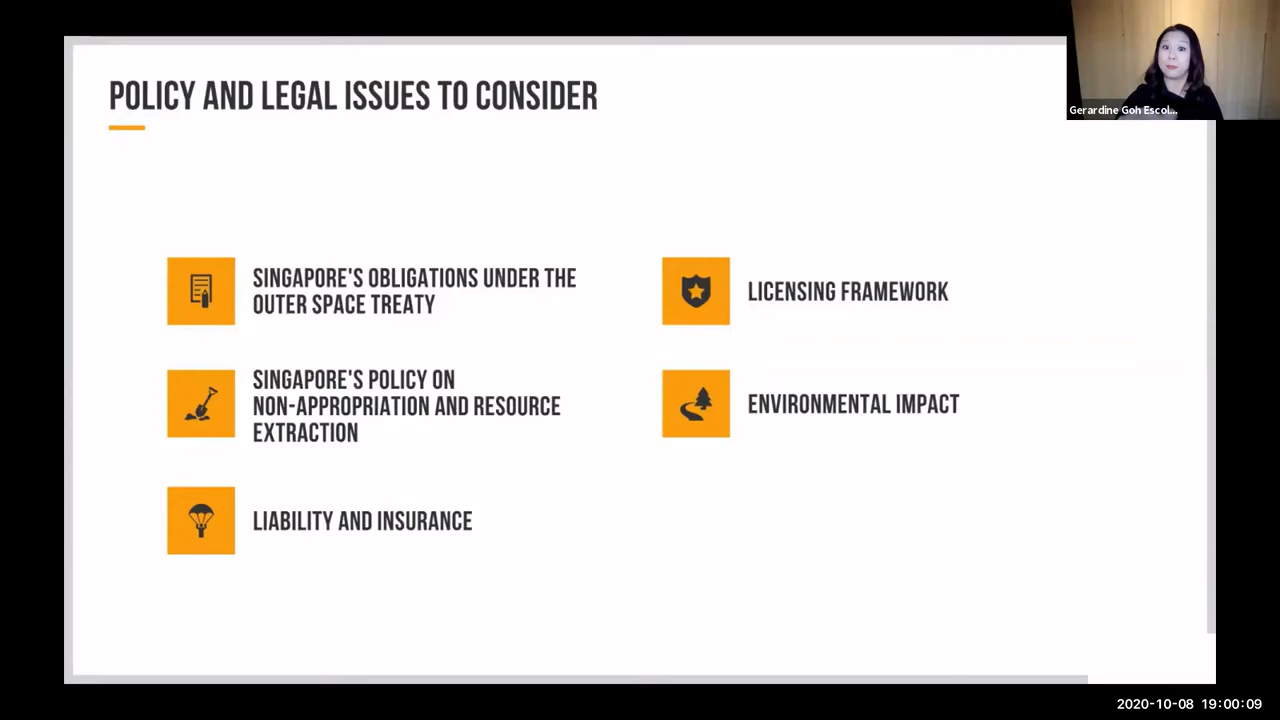 POLICY AND LEGAL ISSUES TO CONSIDER
Gerardine Goh Escol...
SINGAPORE'S OBLIGATIONS UNDER THE
OUTER SPACE TREATY
SINGAPORE'S POLICY ON
NON-APPROPRIATION AND RESOURCE
EXTRACTION
LIABILITY AND INSURANCE
LICENSING FRAMEWORK
ENVIRONMENTAL IMPACT
2020-10-08 19:00:09